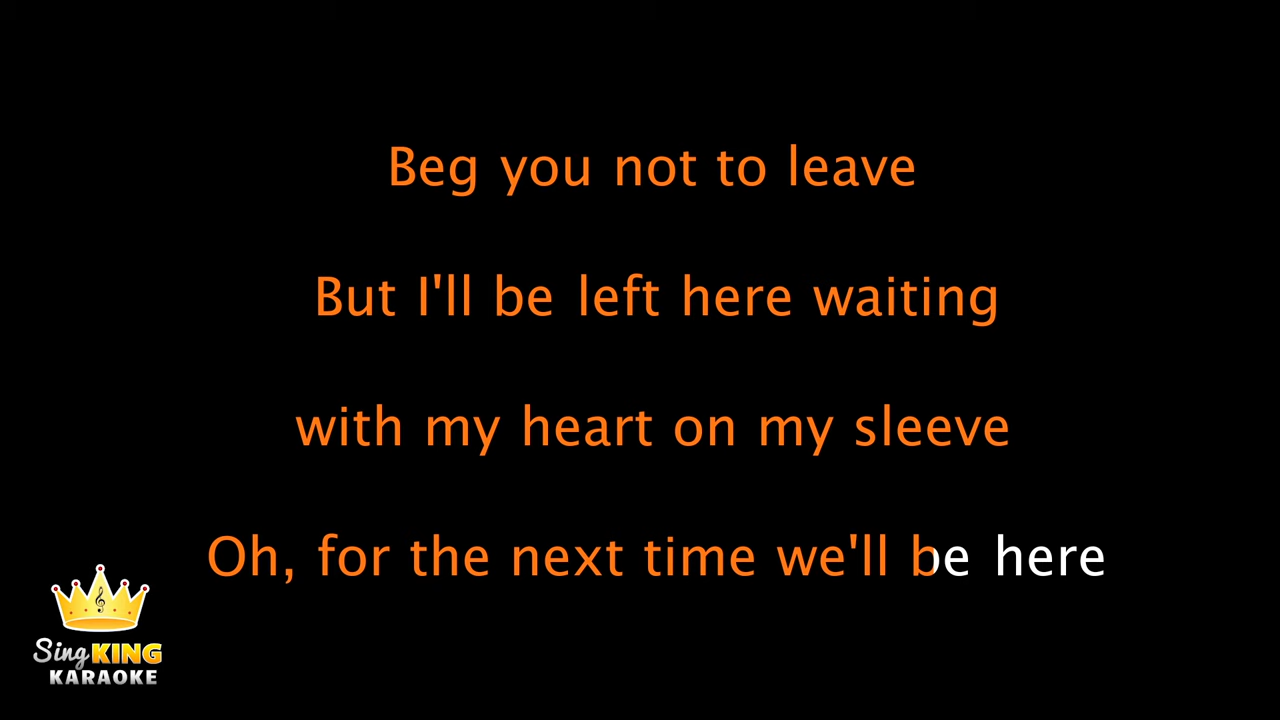 Beg you not to leave
But I'll be left here waiting
with my heart on my sleeve
Oh, for the next time we'll be here
Sing KING
KARAOKE